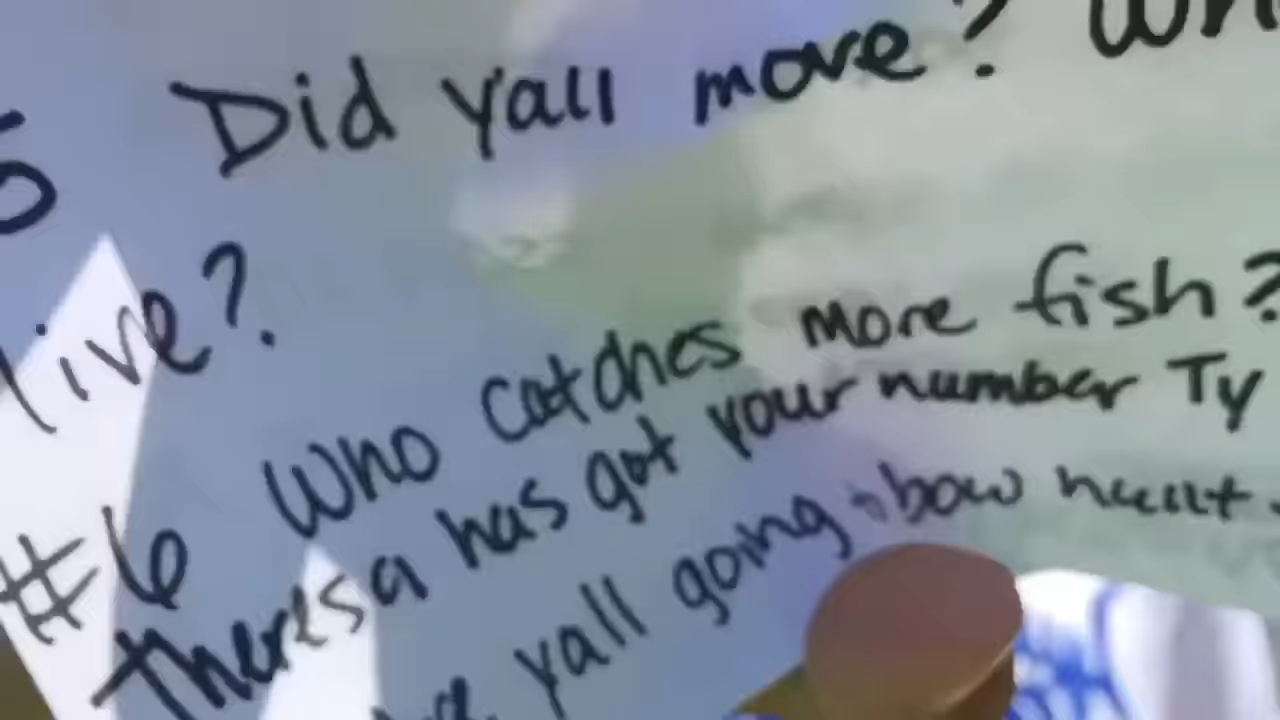 5 Did yall move? Wh
live?
#6 Who catches more fish?
Theresa has got your number Ty
yall going bow hunt.